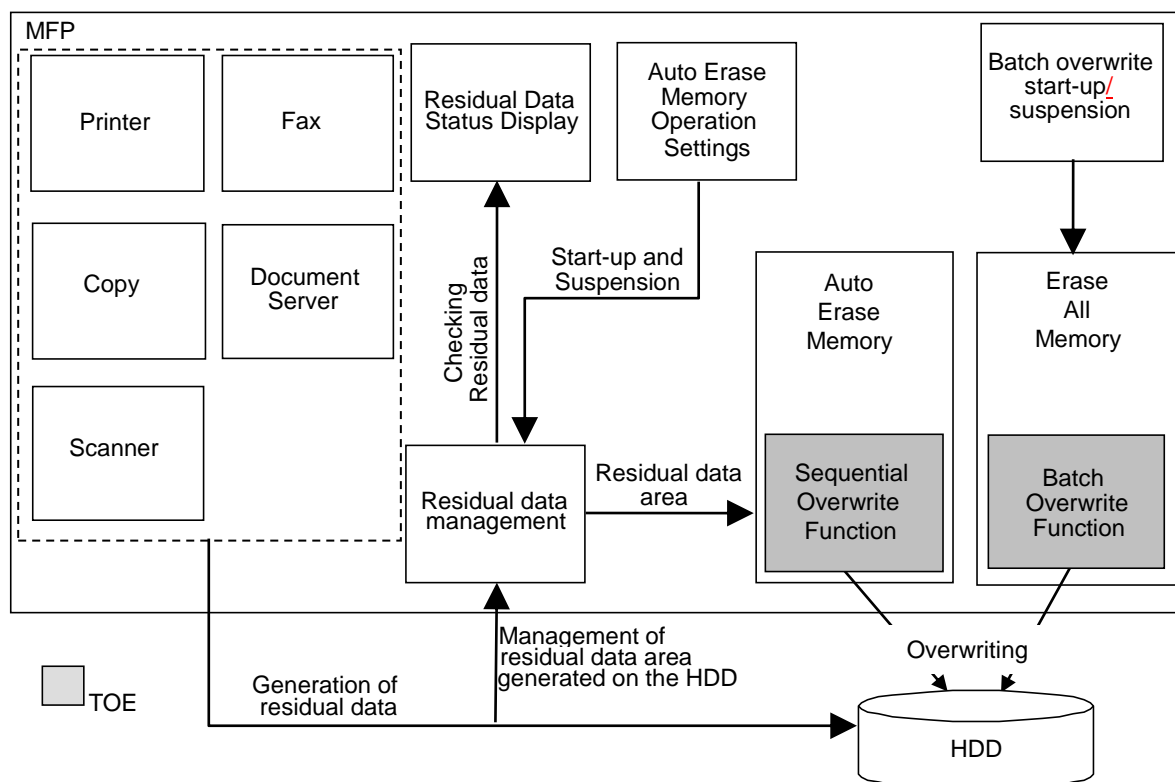 MFP
Printer
Fax
Copy
Document
Server
Scanner
Residual Data
Status Display
Auto Erase
Memory
Operation
Settings
Batch overwrite
start-up/
suspension
Checking
Residual data
Start-up and
Suspension
Auto
Erase
Memory
Erase
All
Memory
Residual data
management
Residual data
area
Sequential
Overwrite
Function
Batch
Overwrite
Function
TOE
Generation of
residual data
Management of
residual data area
generated on the HDD
Overwriting
HDD